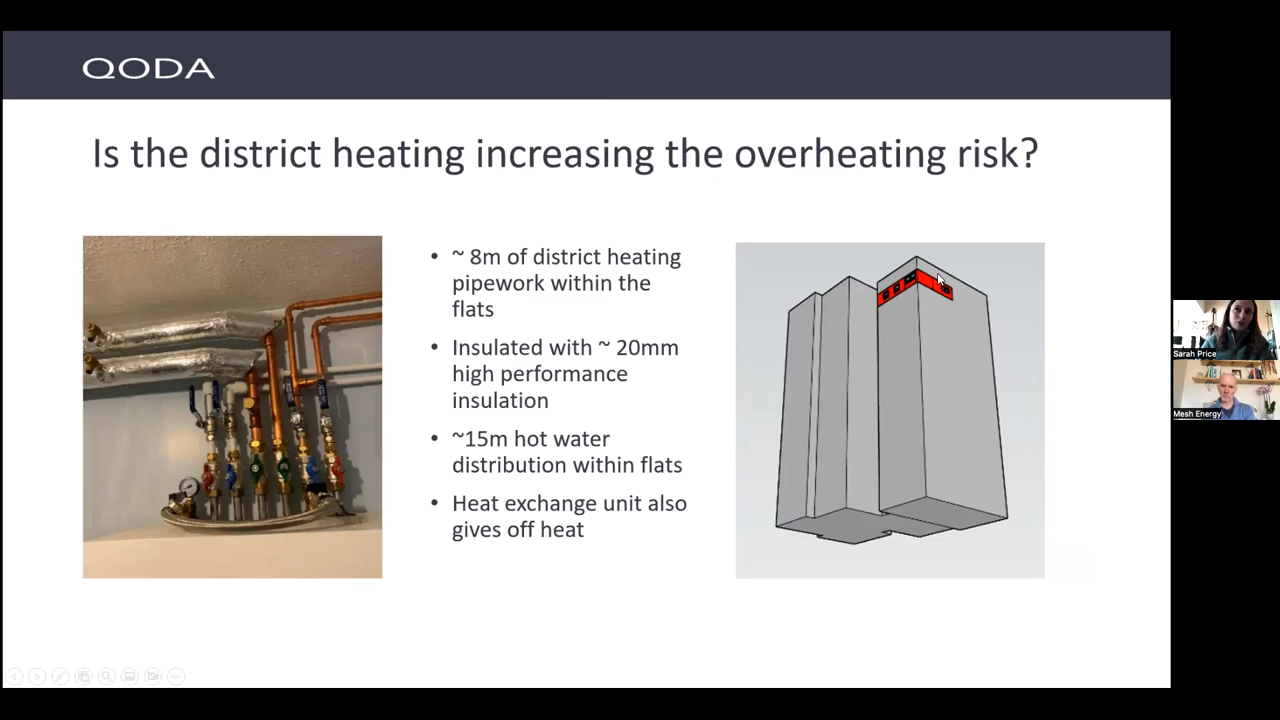 QODA
Is the district heating increasing the overheating risk?
• ~ 8m of district heating
pipework within the
flats
• Insulated with ~ 20mm
high performance
insulation
• ~15m hot water
distribution within flats
• Heat exchange unit also
gives off heat
Sarah Price
Mesh Energy